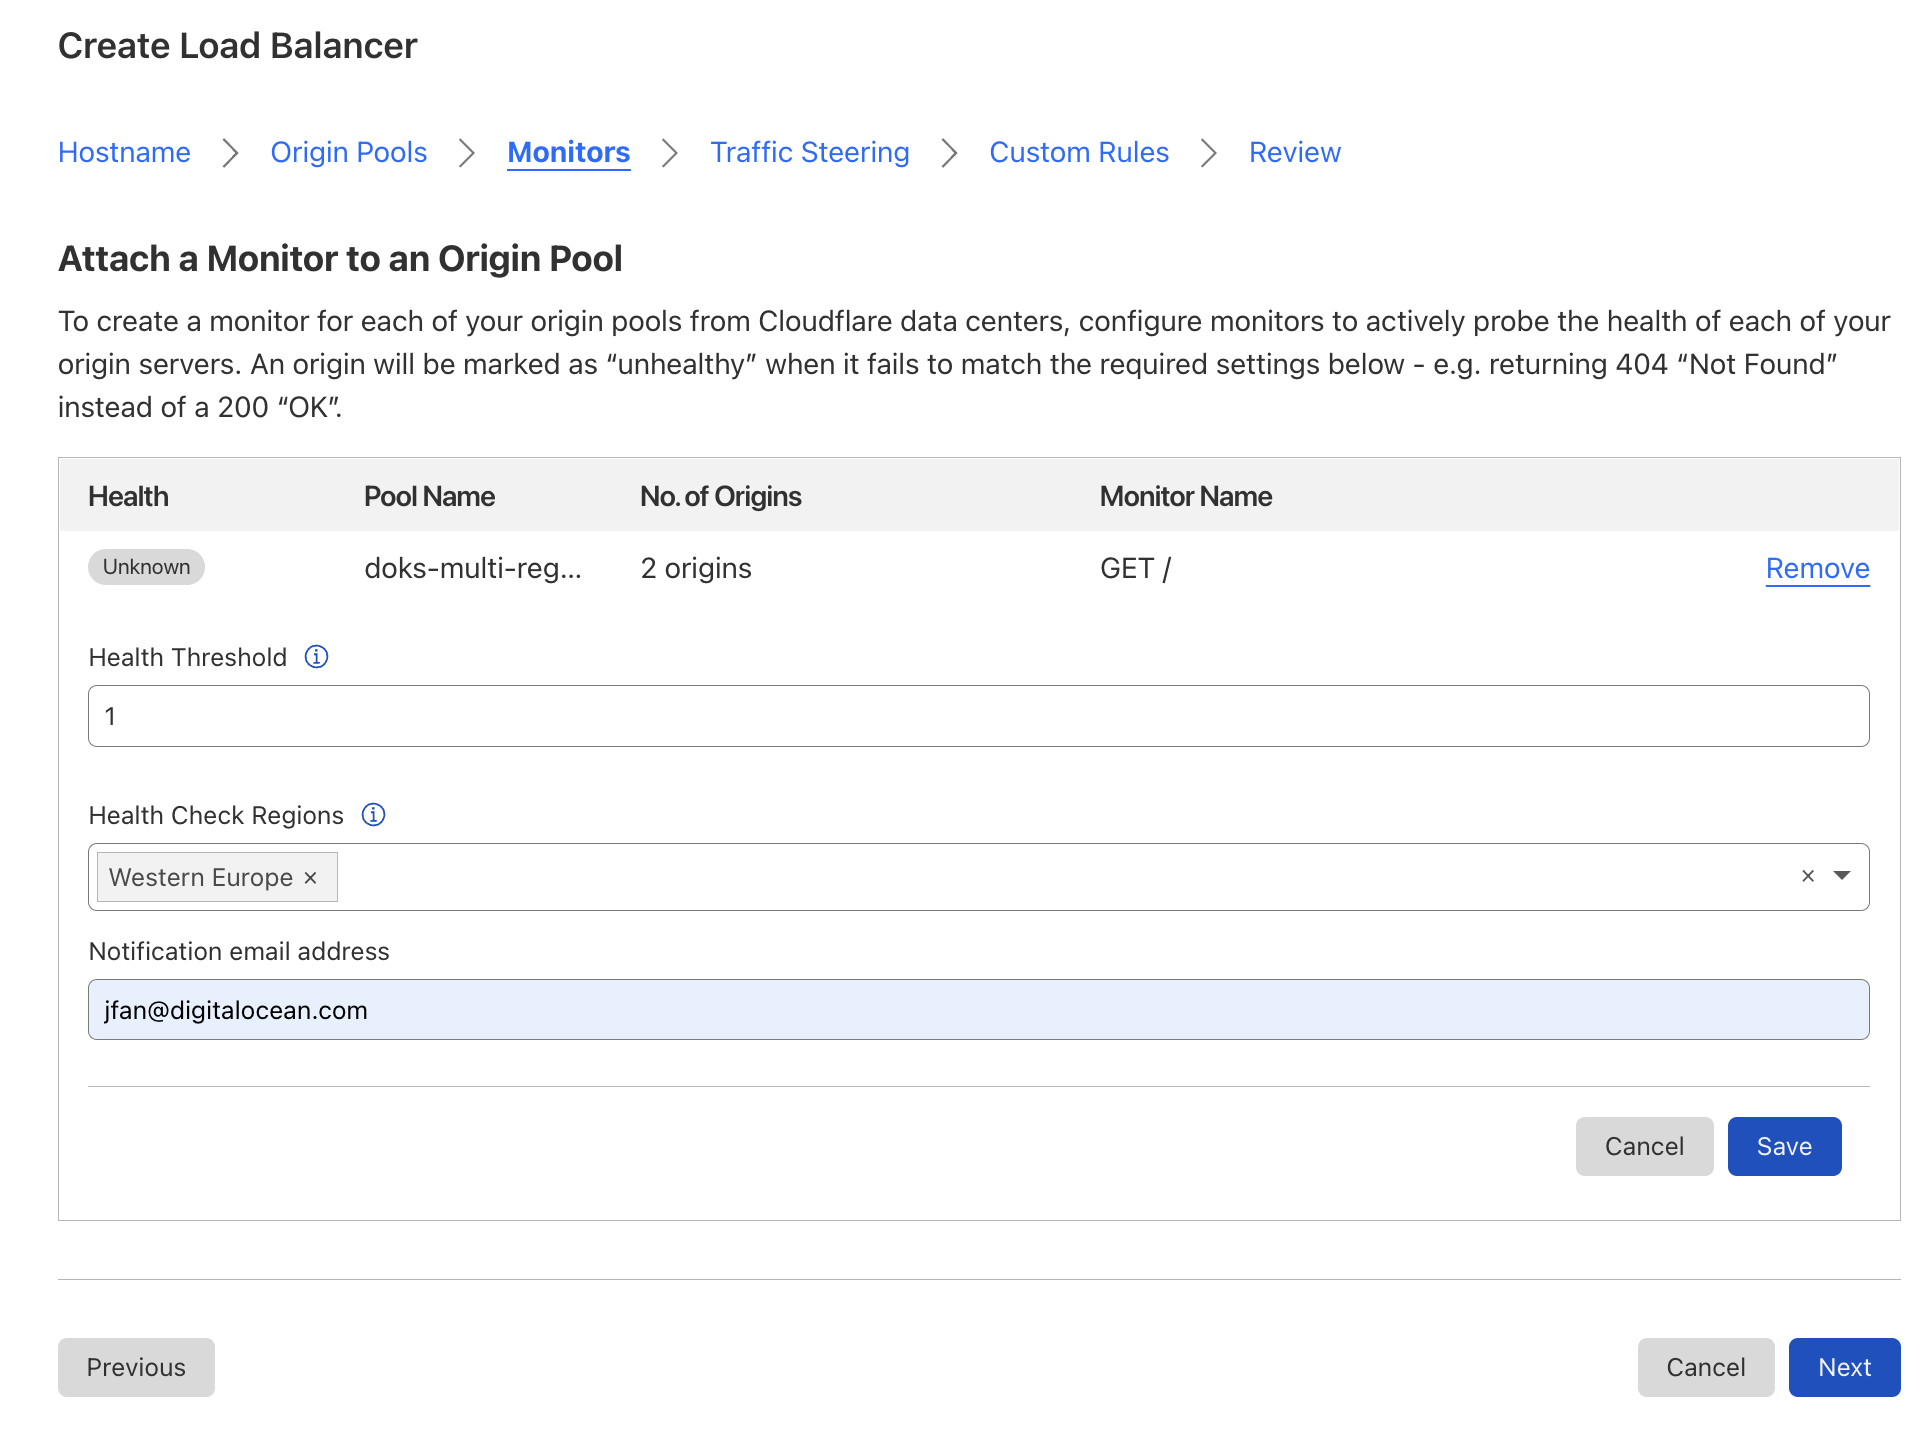 Create Load Balancer
Hostname > Origin Pools > Monitors > Traffic Steering > Custom Rules > Review
Attach a Monitor to an Origin Pool
To create a monitor for each of your origin pools from Cloudflare data centers, configure monitors to actively probe the health of each of your
origin servers. An origin will be marked as “unhealthy” when it fails to match the required settings below - e.g. returning 404 “Not Found”
instead of a 200 “OK”.
Health Pool Name No. of Origins Monitor Name
Unknown doks-multi-reg... 2 origins GET / Remove
Health Threshold
1
Health Check Regions
Western Europe ×
Notification email address
jfan@digitalocean.com
Cancel Save
Previous Cancel Next